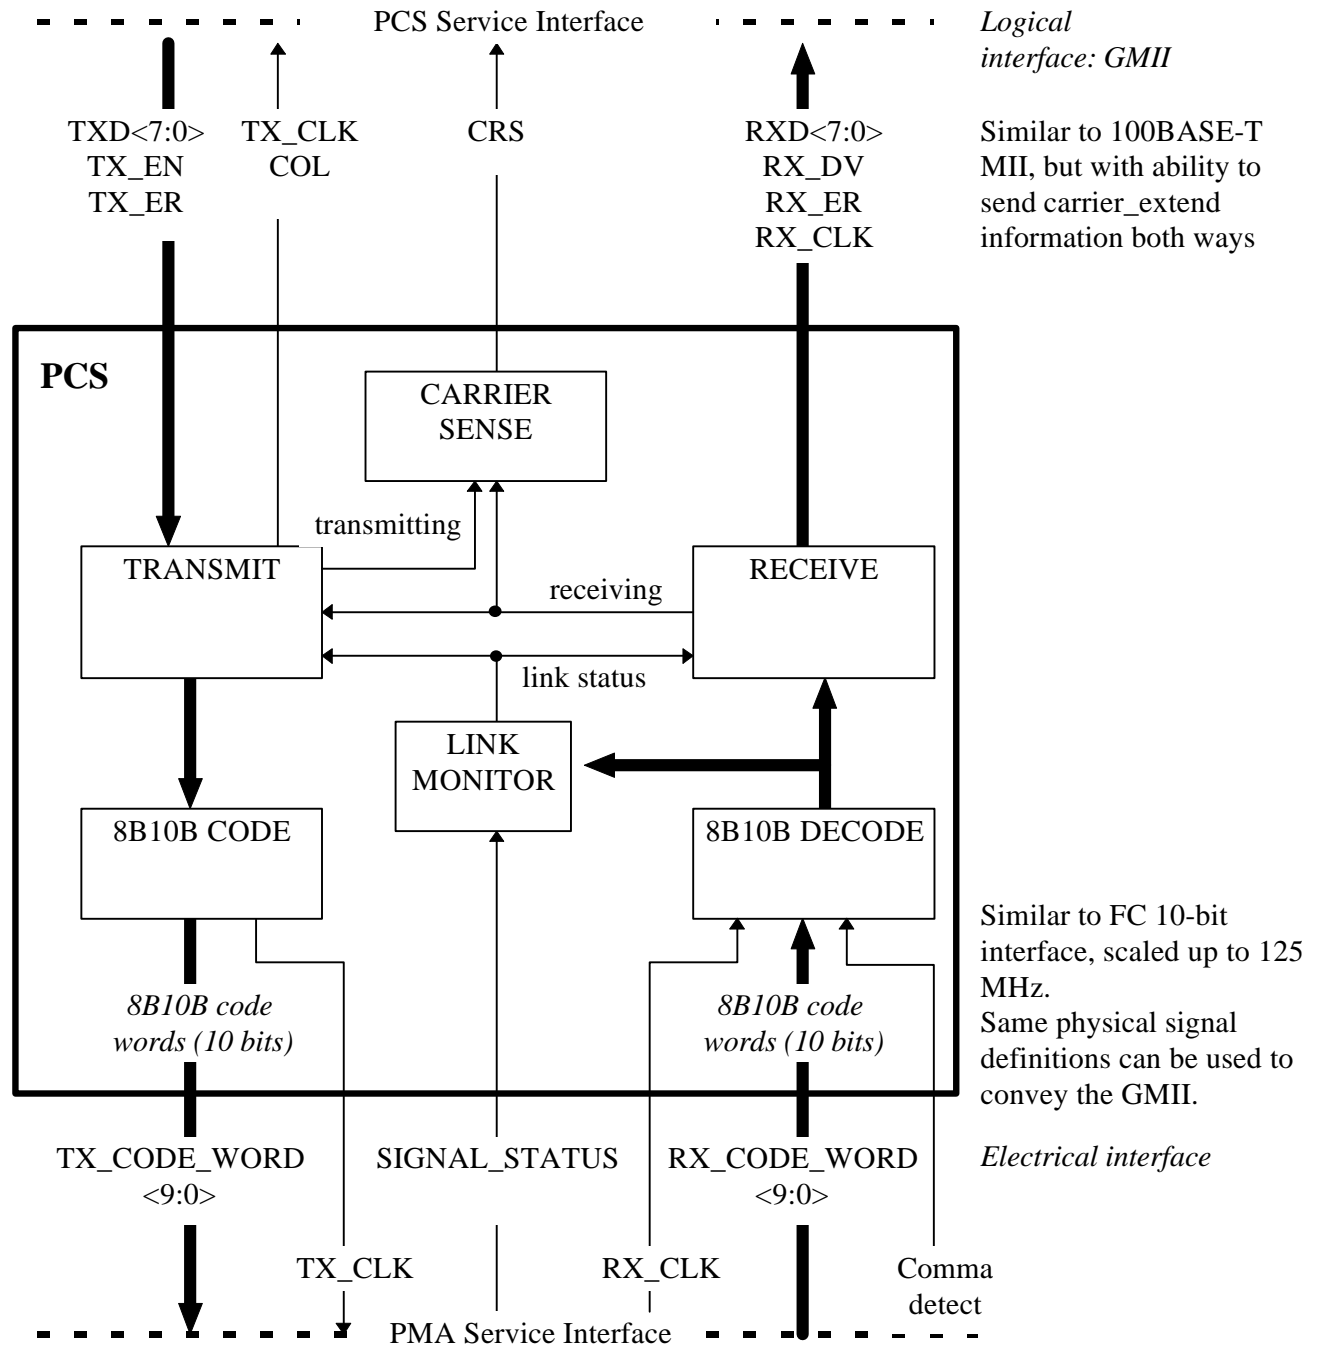 PCS Service Interface
Logical
interface: GMII
TXD<7:0>
TX_EN
TX_ER
TX_CLK
COL
CRS
RXD<7:0>
RX_DV
RX_ER
RX_CLK
Similar to 100BASE-T
MII, but with ability to
send carrier_extend
information both ways
PCS
CARRIER
SENSE
transmitting
TRANSMIT
RECEIVE
receiving
link status
LINK
MONITOR
8B10B CODE
8B10B DECODE
Similar to FC 10-bit
interface, scaled up to 125
MHz.
Same physical signal
definitions can be used to
convey the GMII.
8B10B code
words (10 bits)
8B10B code
words (10 bits)
TX_CODE_WORD
<9:0>
SIGNAL_STATUS
RX_CODE_WORD
<9:0>
Electrical interface
TX_CLK
RX_CLK
Comma
detect
PMA Service Interface